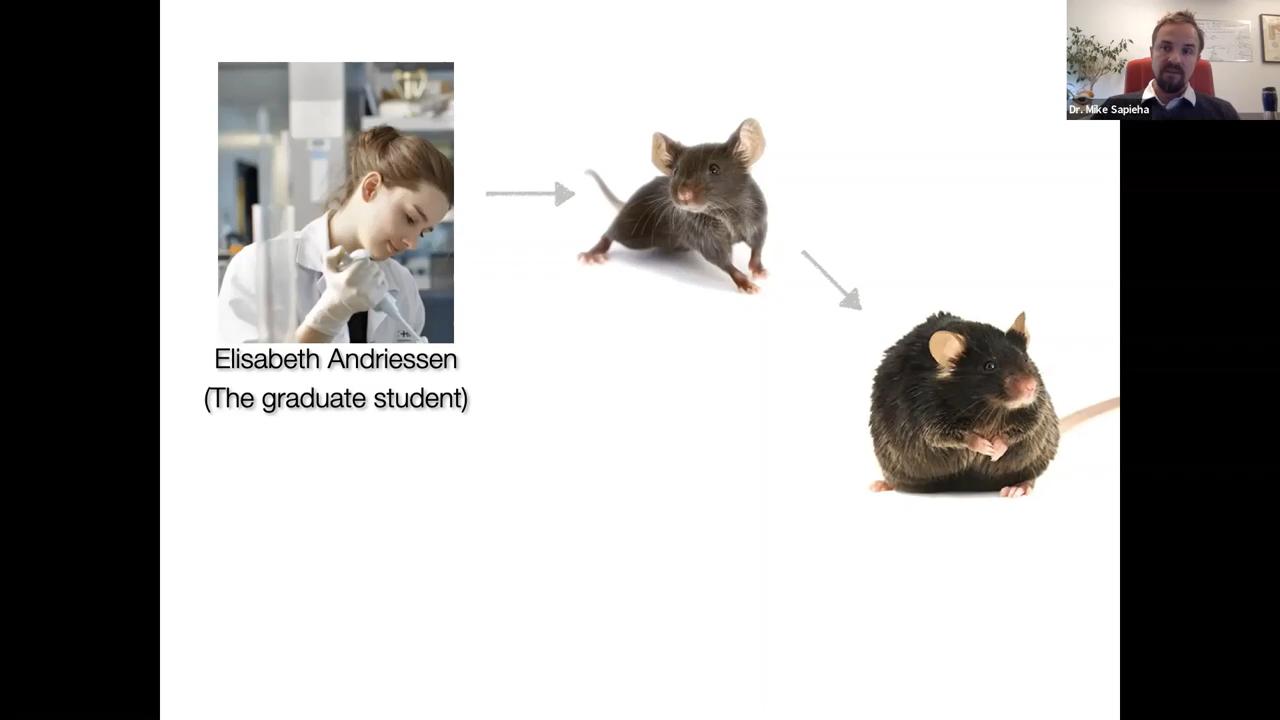 Dr. Mike Sapieha
Elisabeth Andriessen
(The graduate student)